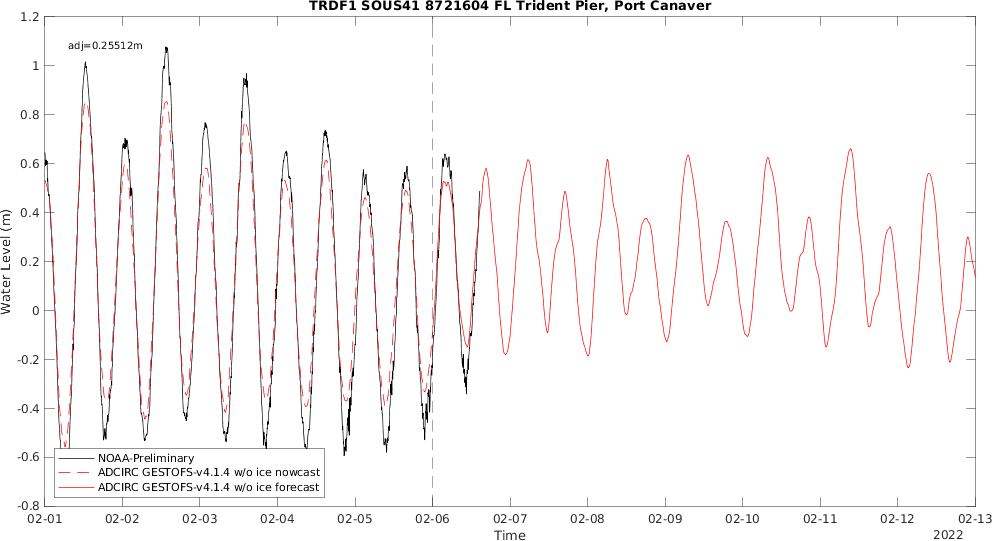 TRDF1 SOUS41 8721604 FL Trident Pier, Port Canaver
adj=0.25512m
1.2
1
0.8
0.6
0.4
0.2
0
-0.2
-0.4
-0.6
-0.8
Water Level (m)
NOAA-Preliminary
ADCIRC GESTOFS-v4.1.4 w/o ice nowcast
ADCIRC GESTOFS-v4.1.4 w/o ice forecast
02-01 02-02 02-03 02-04 02-05 02-06 02-07 02-08 02-09 02-10 02-11 02-12 02-13
Time
2022